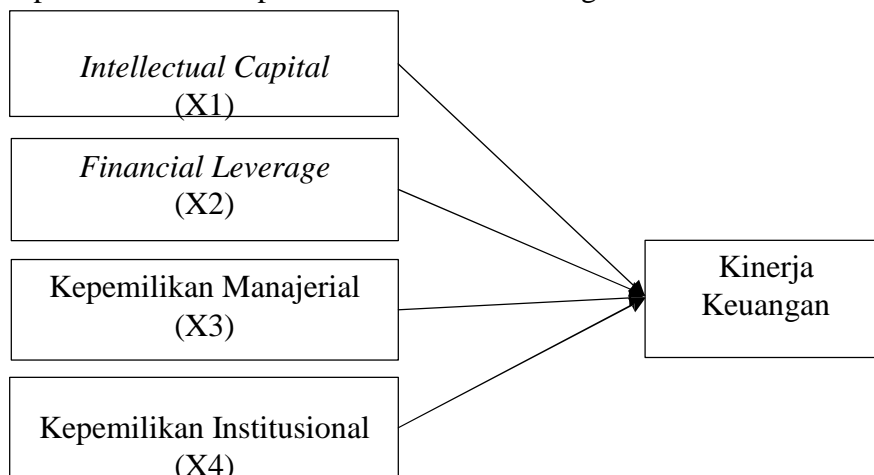 Intellectual Capital
(X1)
Financial Leverage
(X2)
Kepemilikan Manajerial
(X3)
Kepemilikan Institusional
(X4)
Kinerja
Keuangan